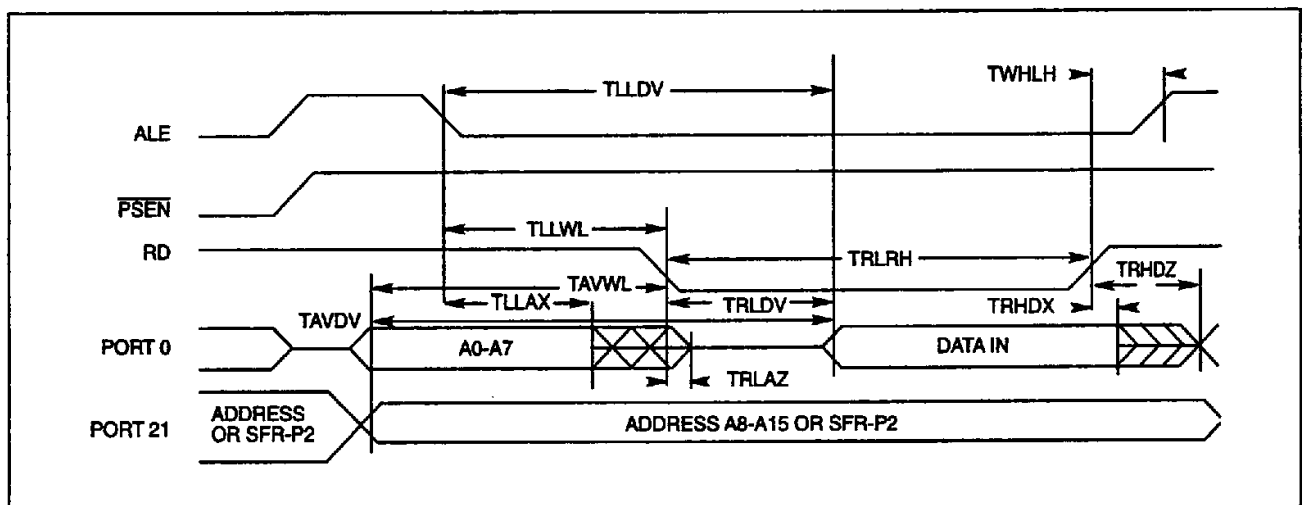 TWHLH
TLLDV
ALE
PSEN
TLLWL
RD
TRLRH
TAVWL
TRHDZ
TLLAX
TRLDV
TRHDX
TAVDV
PORT 0
A0-A7
DATA IN
TRLAZ
ADDRESS
OR SFR-P2
PORT 21
ADDRESS A8-A15 OR SFR-P2